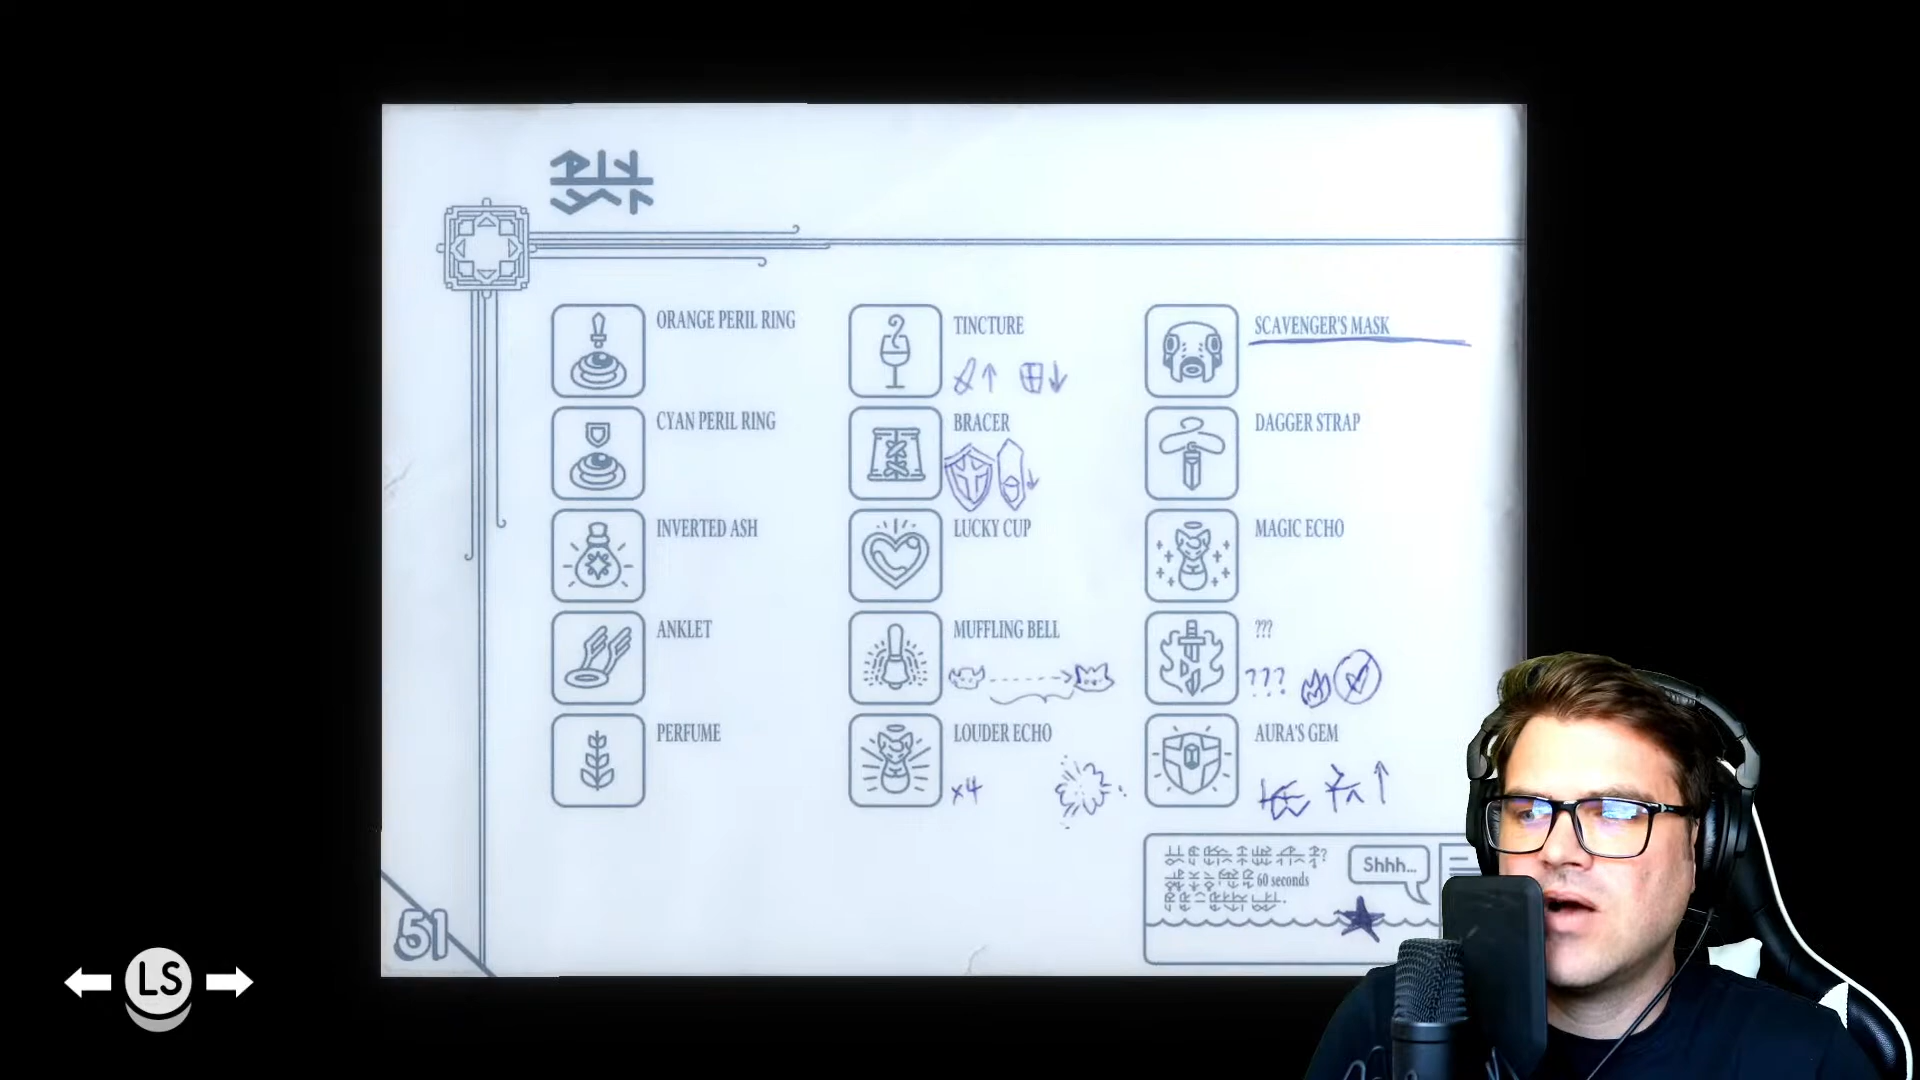 ORANGE PERIL RING
CYAN PERIL RING
INVERTED ASH
ANKLET
PERFUME
TINCTURE
BRACER
LUCKY CUP
MUFFLING BELL
LOUDER ECHO
x4
SCAVENGER'S MASK
DAGGER STRAP
MAGIC ECHO
???
???
AURA'S GEM
?
60 seconds
Shhh...
51
LS